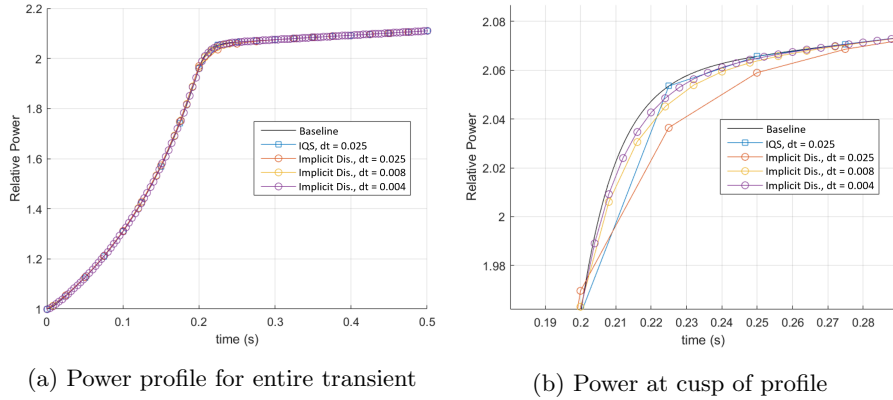 2.2
2
1.8
1.6
1.4
1.2
1
Relative Power
Baseline
IQS, dt = 0.025
Implicit Dis., dt = 0.025
Implicit Dis., dt = 0.008
Implicit Dis., dt = 0.004
0 0.1 0.2 0.3 0.4 0.5
time (s)
(a) Power profile for entire transient
2.08
2.06
2.04
2.02
2
1.98
Relative Power
Baseline
IQS, dt = 0.025
Implicit Dis., dt = 0.025
Implicit Dis., dt = 0.008
Implicit Dis., dt = 0.004
0.19 0.2 0.21 0.22 0.23 0.24 0.25 0.26 0.27 0.28
time (s)
(b) Power at cusp of profile